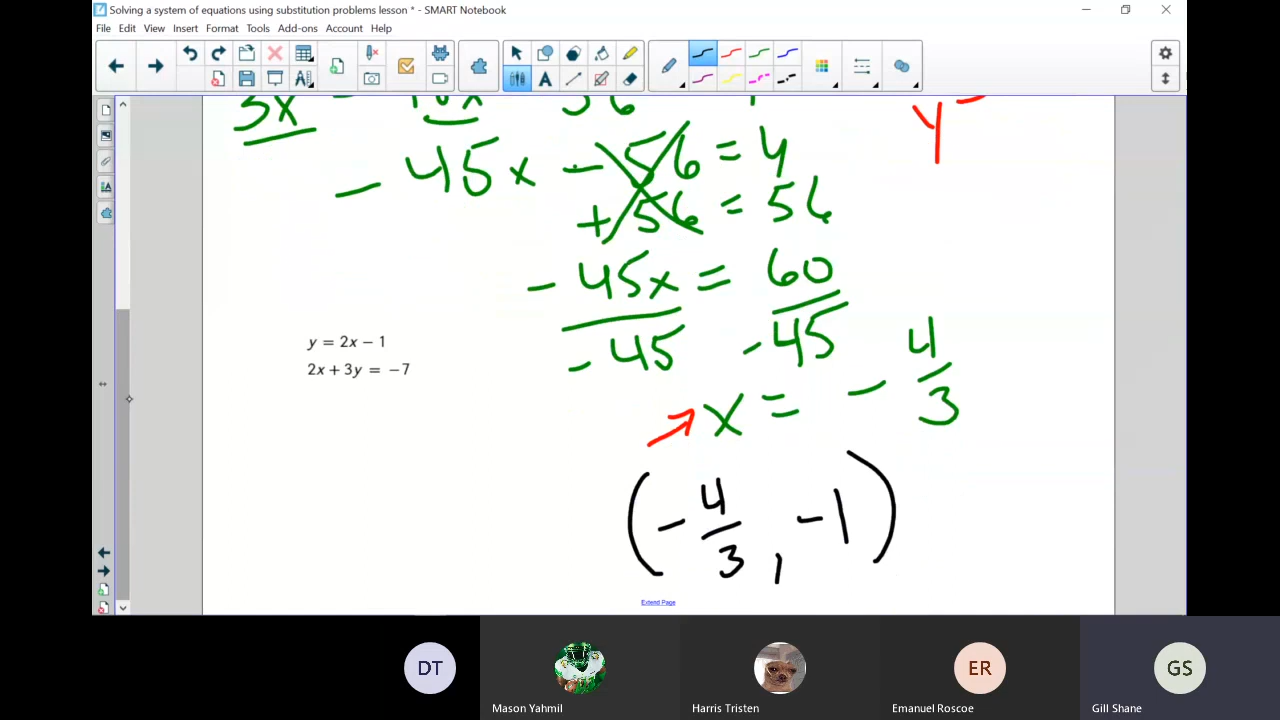 Solving a system of equations using substitution problems lesson * - SMART Notebook
File Edit View Insert Format Tools Add-ons Account Help
- 45x - 56 = 4
+ 56 = 56
- 45x = 60
- 45 - 45
x = - 4/3
(- 4/3, -1)
y =
y = 2x − 1
2x + 3y = −7
Extend Page
DT
ER
GS
Mason Yahmil
Harris Tristen
Emanuel Roscoe
Gill Shane